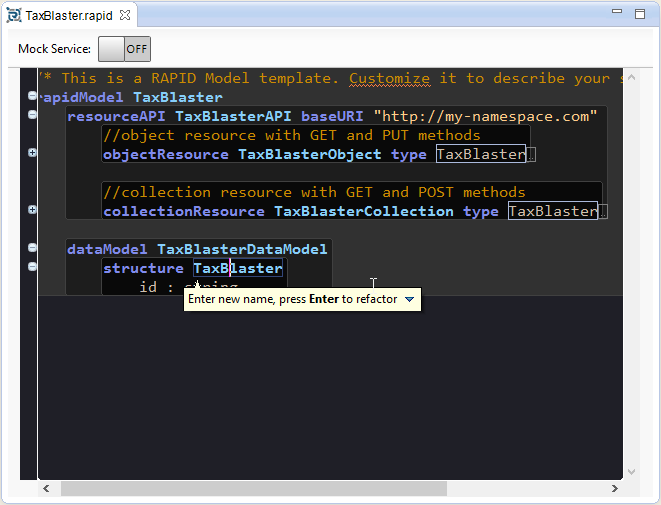 TaxBlaster.rapid
Mock Service: OFF
/* This is a RAPID Model template. Customize it to describe your s
rapidModel TaxBlaster
resourceAPI TaxBlasterAPI baseURI "http://my-namespace.com"
//object resource with GET and PUT methods
objectResource TaxBlasterObject type TaxBlaster
//collection resource with GET and POST methods
collectionResource TaxBlasterCollection type TaxBlaster
dataModel TaxBlasterDataModel
structure TaxBlaster
id : string
Enter new name, press Enter to refactor